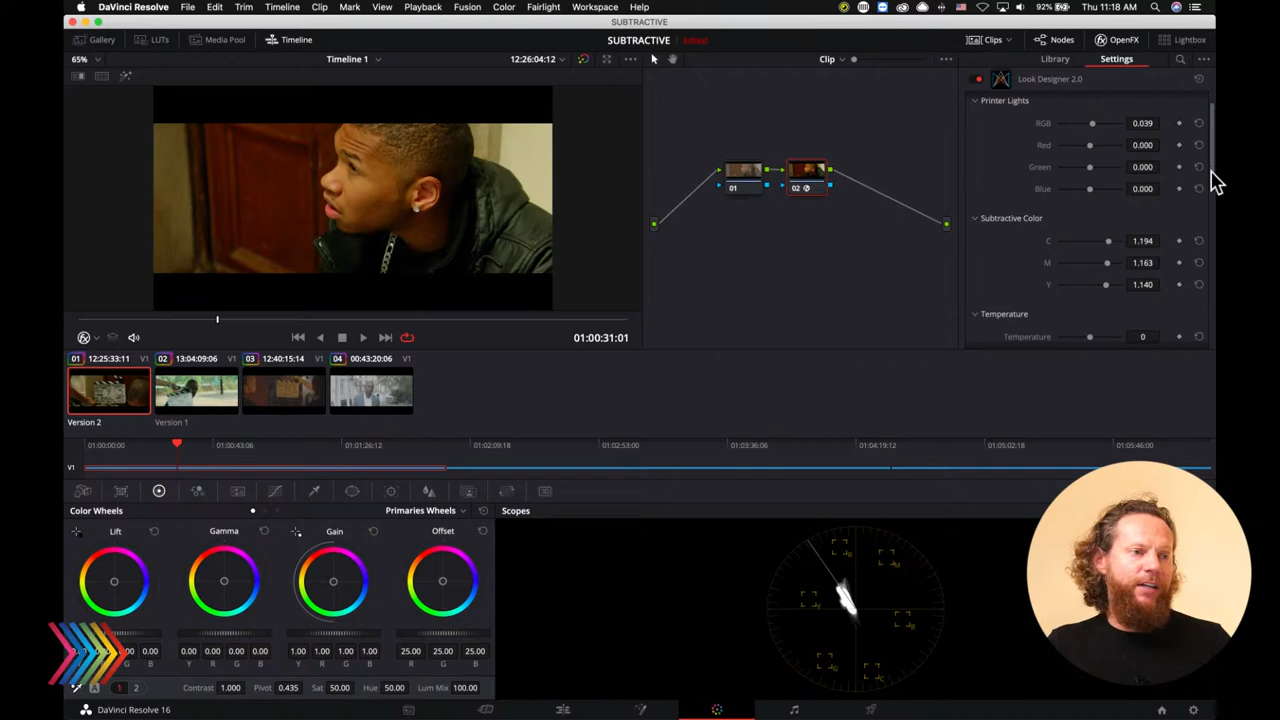 DaVinci Resolve File Edit Trim Timeline Clip Mark View Playback Fusion Color Fairlight Workspace Help 92% Thu 11:18 AM
SUBTRACTIVE
Gallery LUTs Media Pool Timeline SUBTRACTIVE Edited Clips Nodes OpenFX Lightbox
65% Timeline 1 12:26:04:12 Clip Library Settings
Look Designer 2.0
Printer Lights
RGB 0.039
Red 0.000
Green 0.000
Blue 0.000
01 02
Subtractive Color
C 1.194
M 1.163
Y 1.140
Temperature
Temperature 0
01:00:31:01
01 12:25:33:11 V1 02 13:04:09:06 V1 03 12:40:15:14 V1 04 00:43:20:06 V1
Version 2 Version 1
01:00:00:00 01:00:43:06 01:01:26:12 01:02:09:18 01:02:53:00 01:03:36:06 01:04:19:12 01:05:02:18 01:05:46:00
V1
Color Wheels Primaries Wheels Scopes
Lift Gamma Gain Offset
0.00 0.00 0.00 0.00 0.00 0.00 1.00 1.00 1.00 1.00 25.00 25.00 25.00
G B Y R G B Y R G B R G B
A 1 2 Contrast 1.000 Pivot 0.435 Sat 50.00 Hue 50.00 Lum Mix 100.00
DaVinci Resolve 16